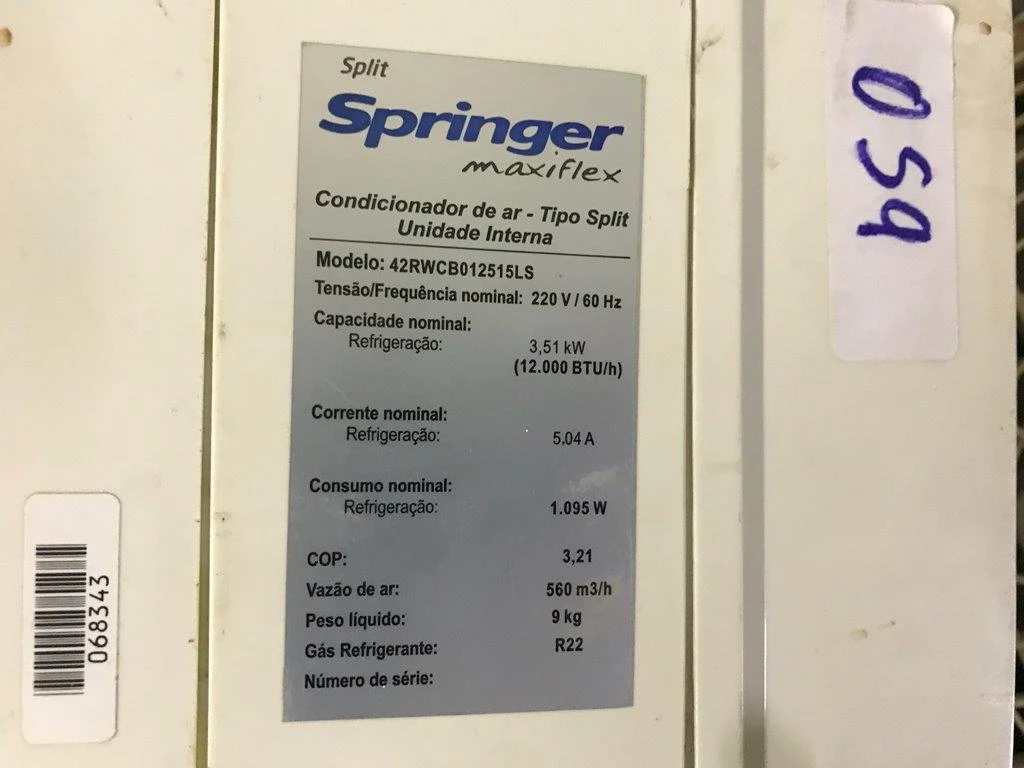 Split
Springer
maxiflex
Condicionador de ar - Tipo Split
Unidade Interna
Modelo: 42RWCB012515LS
Tensão/Frequência nominal: 220 V / 60 Hz
Capacidade nominal:
Refrigeração: 3,51 kW
(12.000 BTU/h)
Corrente nominal:
Refrigeração: 5,04 A
Consumo nominal:
Refrigeração: 1.095 W
COP: 3,21
Vazão de ar: 560 m3/h
Peso líquido: 9 kg
Gás Refrigerante: R22
Número de série:
059
068343